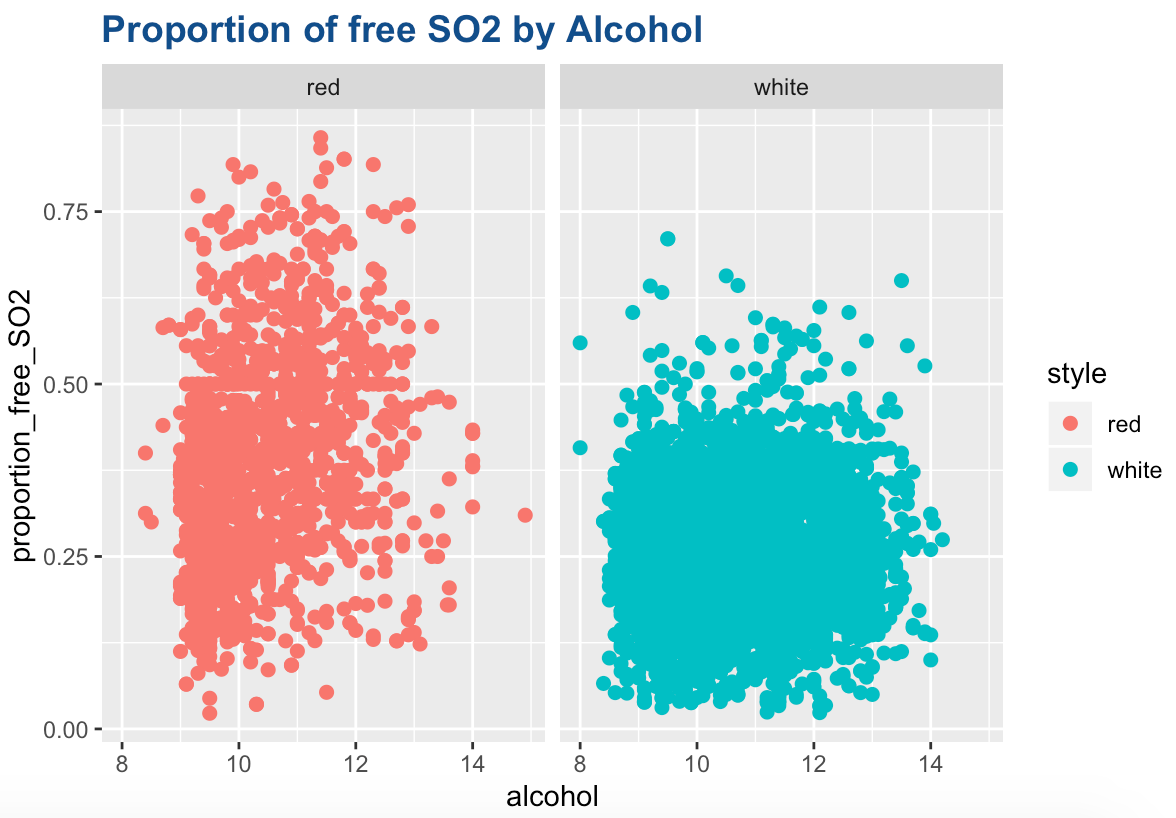 Proportion of free SO2 by Alcohol
red
white
proportion_free_SO2
0.75
0.50
0.25
0.00
8
10
12
14
8
10
12
14
alcohol
style
red
white